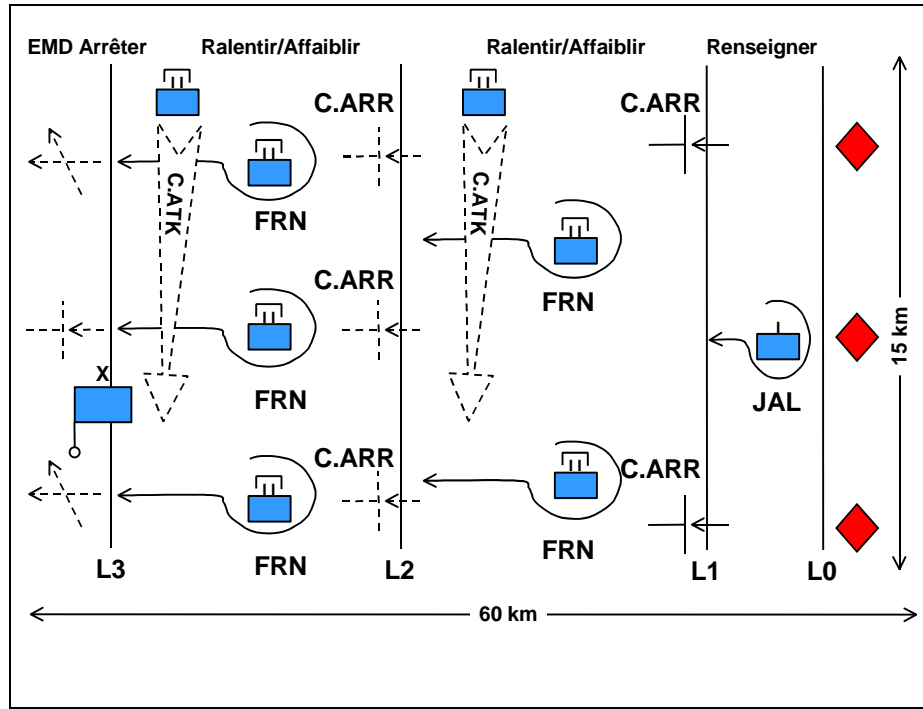 EMD Arrêter Ralentir/Affaiblir Ralentir/Affaiblir Renseigner
C.ARR C.ARR
C.ATK C.ATK
FRN
FRN
C.ARR
15 km
X
JAL
FRN
C.ARR C.ARR
FRN FRN
L3 L2 L1 L0
60 km